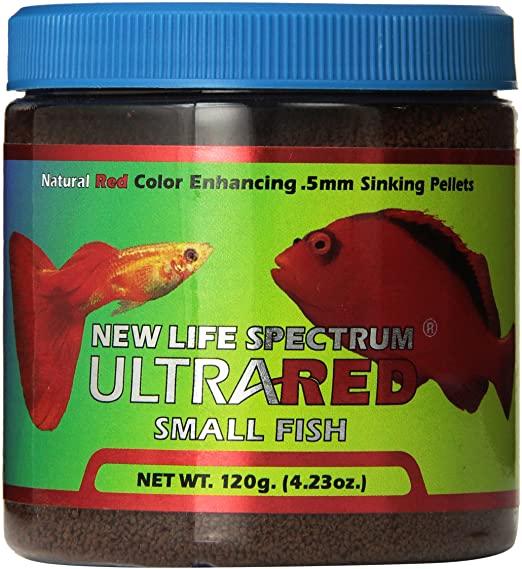 Natural Red Color Enhancing .5mm Sinking Pellets
NEW LIFE SPECTRUM®
ULTRARED
SMALL FISH
NET WT. 120g. (4.23oz.)